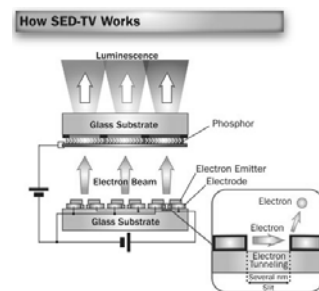 How SED-TV Works
Luminescence
Glass Substrate
Phosphor
Electron Emitter
Electron Beam
Electrode
Glass Substrate
Electron
Electron
Electron
Tunneling
Several nm
Slit